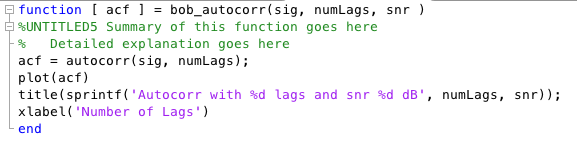 function [ acf ] = bob_autocorr(sig, numLags, snr )
%UNTITLED5 Summary of this function goes here
%   Detailed explanation goes here
acf = autocorr(sig, numLags);
plot(acf)
title(sprintf('Autocorr with %d lags and snr %d dB', numLags, snr));
xlabel('Number of Lags')
end